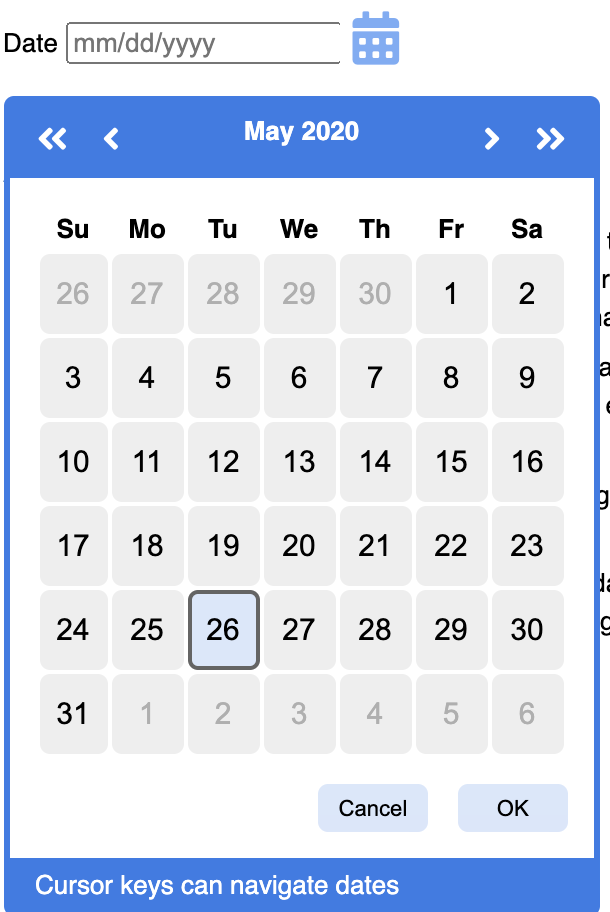 Date mm/dd/yyyy
May 2020
Su Mo Tu We Th Fr Sa
26 27 28 29 30 1 2
3 4 5 6 7 8 9
10 11 12 13 14 15 16
17 18 19 20 21 22 23
24 25 26 27 28 29 30
31 1 2 3 4 5 6
Cancel OK
Cursor keys can navigate dates